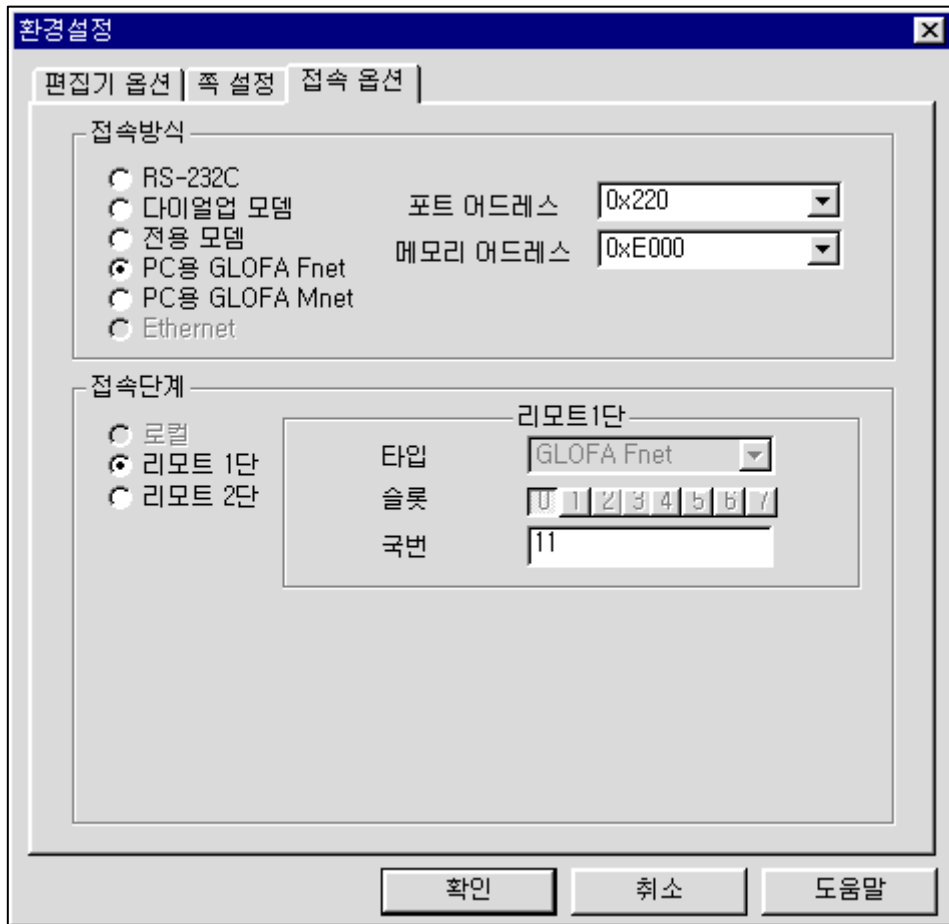 환경설정
편집기 옵션 쪽 설정 접속 옵션
접속방식
RS-232C
다이얼업 모뎀
포트 어드레스 0x220
전용 모뎀
메모리 어드레스 0xE000
PC용 GLOFA Fnet
PC용 GLOFA Mnet
Ethernet
접속단계
로컬
리모트 1단
리모트 2단
리모트1단
타입 GLOFA Fnet
슬롯 0 1 2 3 4 5 6 7
국번 11
확인 취소 도움말